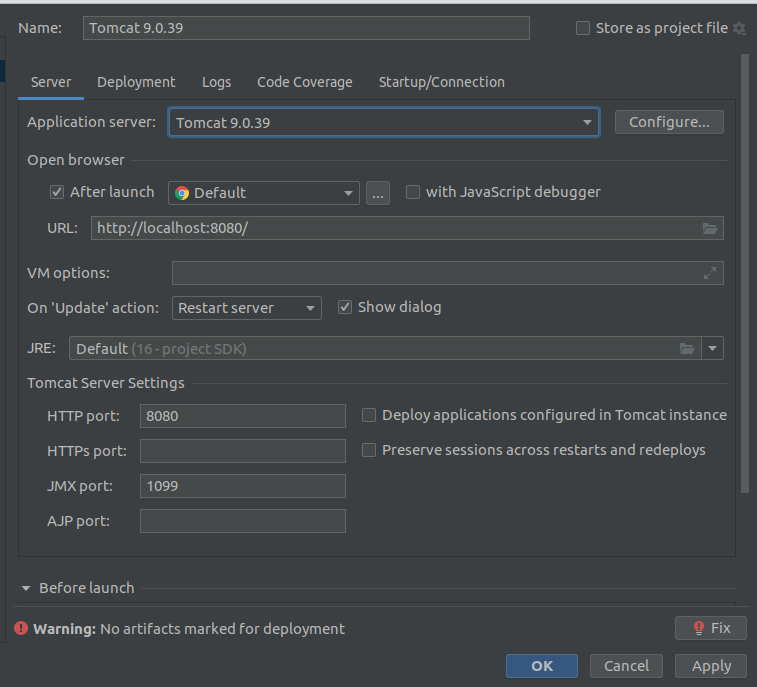 Name: Tomcat 9.0.39 Store as project file
Server Deployment Logs Code Coverage Startup/Connection
Application server: Tomcat 9.0.39 Configure...
Open browser
After launch Default ... with JavaScript debugger
URL: http://localhost:8080/
VM options:
On 'Update' action: Restart server Show dialog
JRE: Default (16 - project SDK)
Tomcat Server Settings
HTTP port: 8080 Deploy applications configured in Tomcat instance
HTTPs port: Preserve sessions across restarts and redeploys
JMX port: 1099
AJP port:
Before launch
Warning: No artifacts marked for deployment Fix
OK Cancel Apply